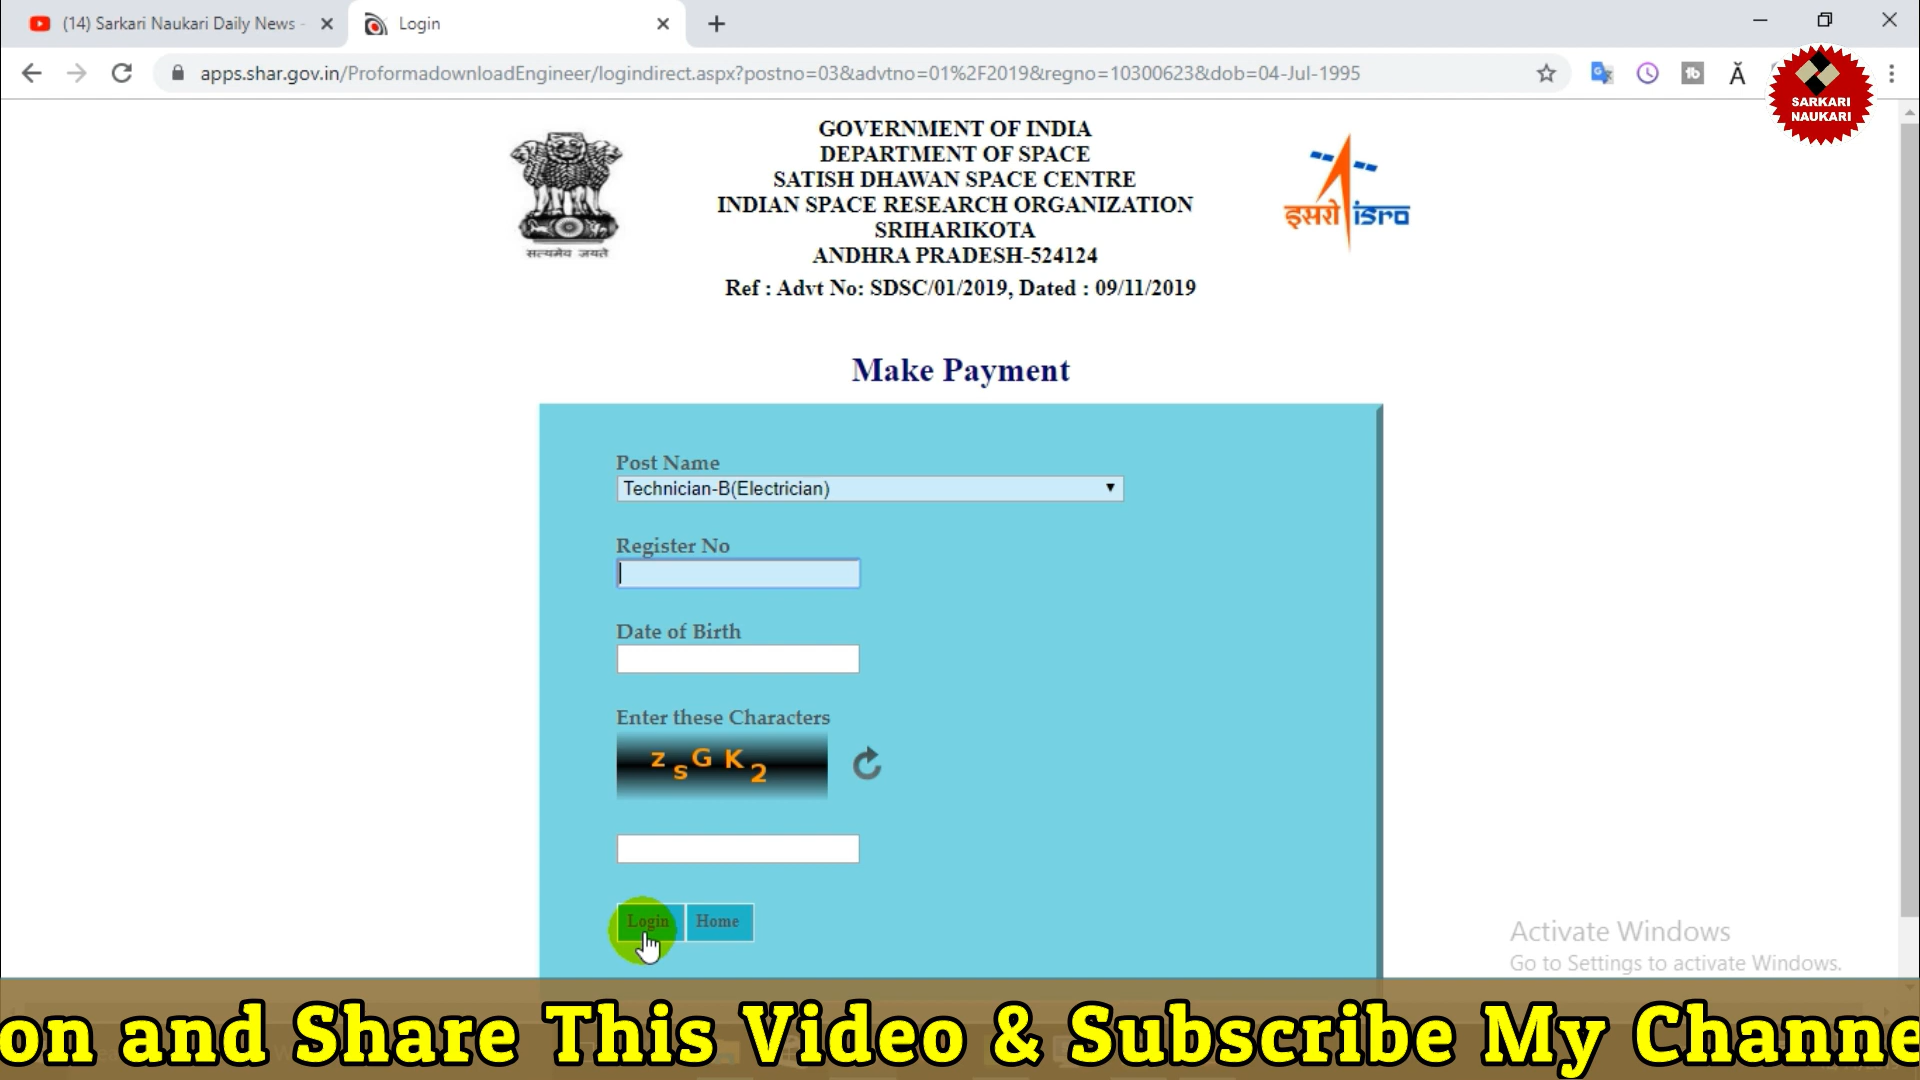 (14) Sarkari Naukari Daily News -
Login
apps.shar.gov.in/ProformadownloadEngineer/logindirect.aspx?postno=03&advtno=01%2F2019&regno=10300623&dob=04-Jul-1995
SARKARI
NAUKARI
GOVERNMENT OF INDIA
DEPARTMENT OF SPACE
SATISH DHAWAN SPACE CENTRE
INDIAN SPACE RESEARCH ORGANIZATION
SRIHARIKOTA
ANDHRA PRADESH-524124
Ref : Advt No: SDSC/01/2019, Dated : 09/11/2019
सत्यमेव जयते
इसरो isro
Make Payment
Post Name
Technician-B(Electrician)
Register No
Date of Birth
Enter these Characters
z s G K 2
Login Home
Activate Windows
Go to Settings to activate Windows.
on and Share This Video & Subscribe My Channe